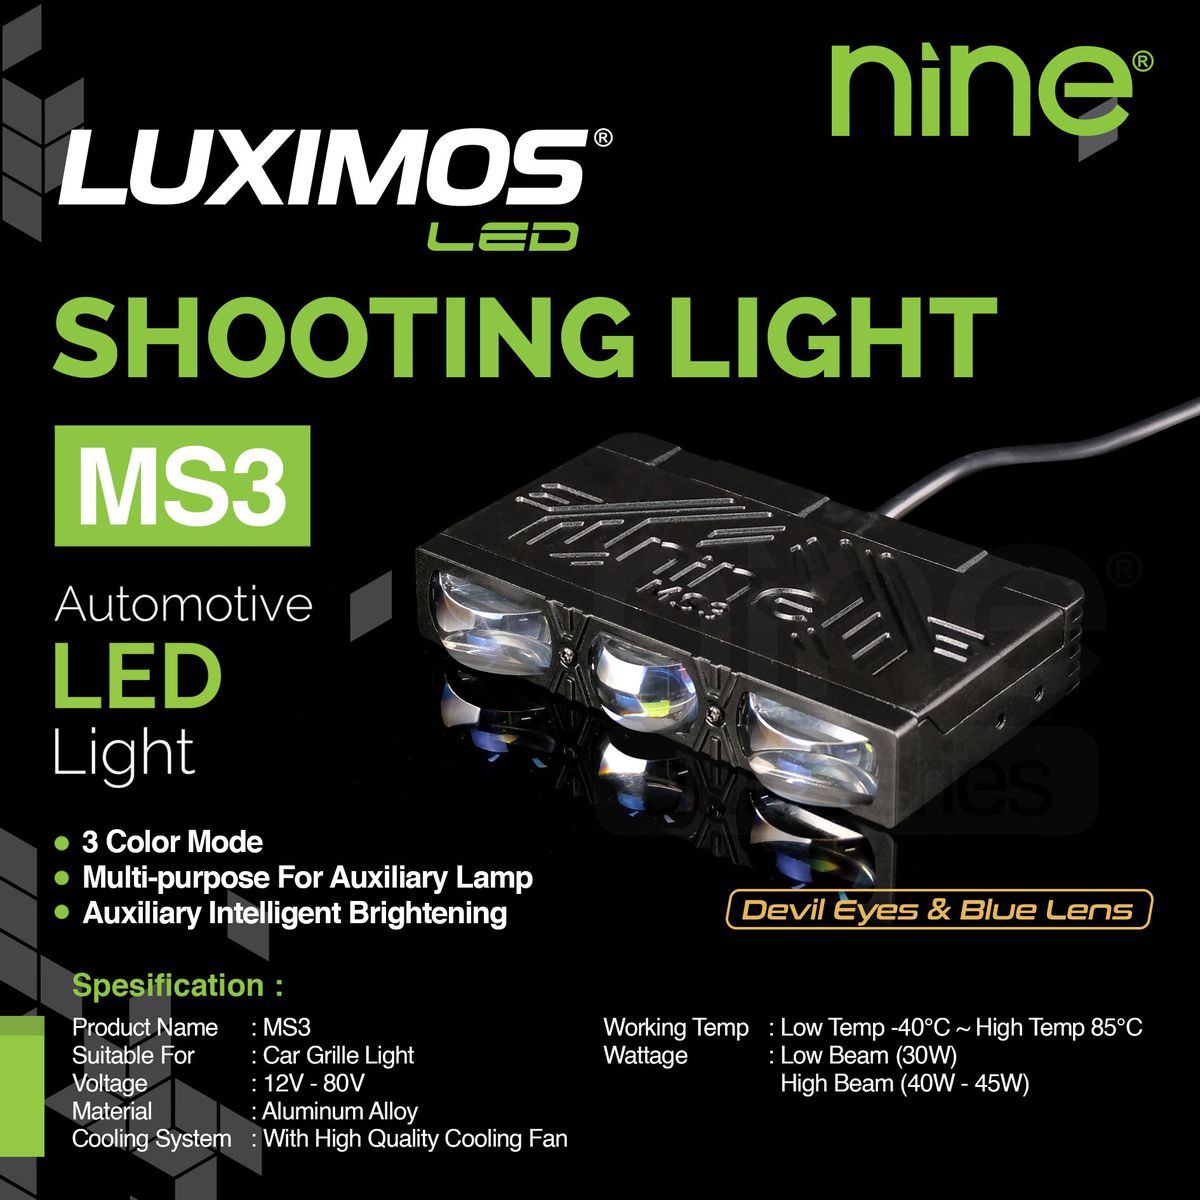 nine®
LUXIMOS®
LED
SHOOTING LIGHT
MS3
Automotive
LED
Light
nine
MS3
• 3 Color Mode
• Multi-purpose For Auxiliary Lamp
• Auxiliary Intelligent Brightening
Devil Eyes & Blue Lens
Spesification :
Product Name : MS3
Suitable For : Car Grille Light
Voltage : 12V - 80V
Material : Aluminum Alloy
Cooling System : With High Quality Cooling Fan
Working Temp : Low Temp -40°C ~ High Temp 85°C
Wattage : Low Beam (30W)
High Beam (40W - 45W)